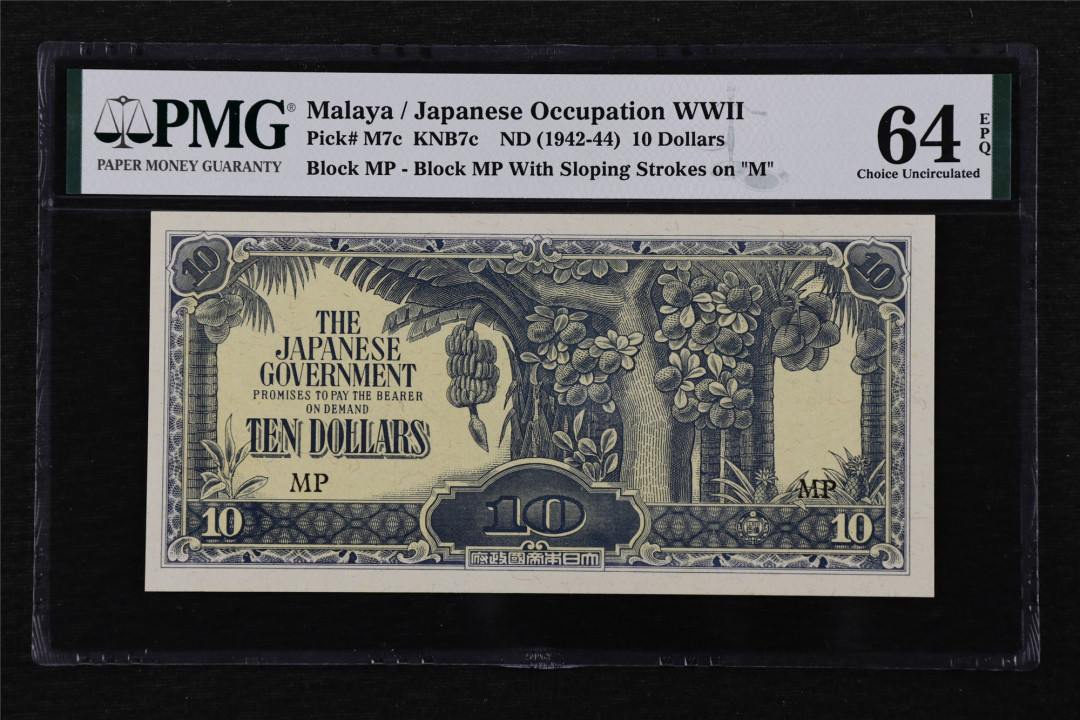 PMG®
PAPER MONEY GUARANTY
Malaya / Japanese Occupation WWII
Pick# M7c KNB7c ND (1942-44) 10 Dollars
Block MP - Block MP With Sloping Strokes on "M"
64 EPQ
Choice Uncirculated
10
10
THE
JAPANESE
GOVERNMENT
PROMISES TO PAY THE BEARER
ON DEMAND
TEN DOLLARS
MP
MP
10
10
10
府政國帝本日大